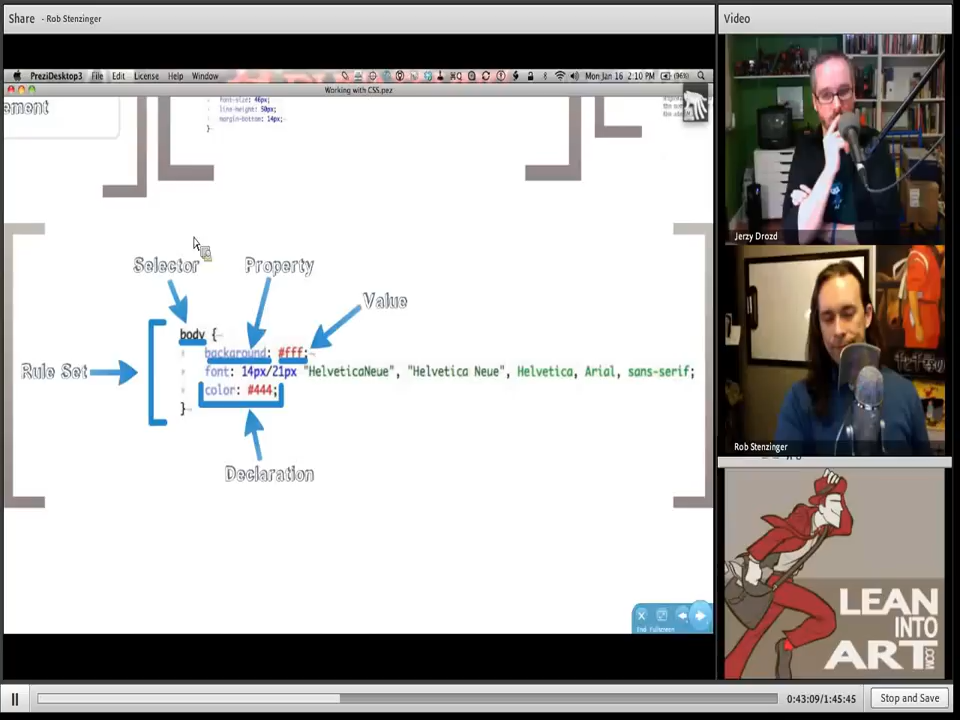 Share - Rob Stenzinger
Video
PreziDesktop3 File Edit License Help Window
Mon Jan 16 2:10 PM (96%)
Working with CSS.pez
ement
font-size: 46px;
line-height: 50px;
margin-bottom: 14px;
}
Selector
Property
Value
Rule Set
body {
background: #fff;
font: 14px/21px "HelveticaNeue", "Helvetica Neue", Helvetica, Arial, sans-serif;
color: #444;
}
Declaration
End Fullscreen
Jerzy Drozd
Rob Stenzinger
LEAN
INTO
ART
.COM
0:43:09/1:45:45
Stop and Save